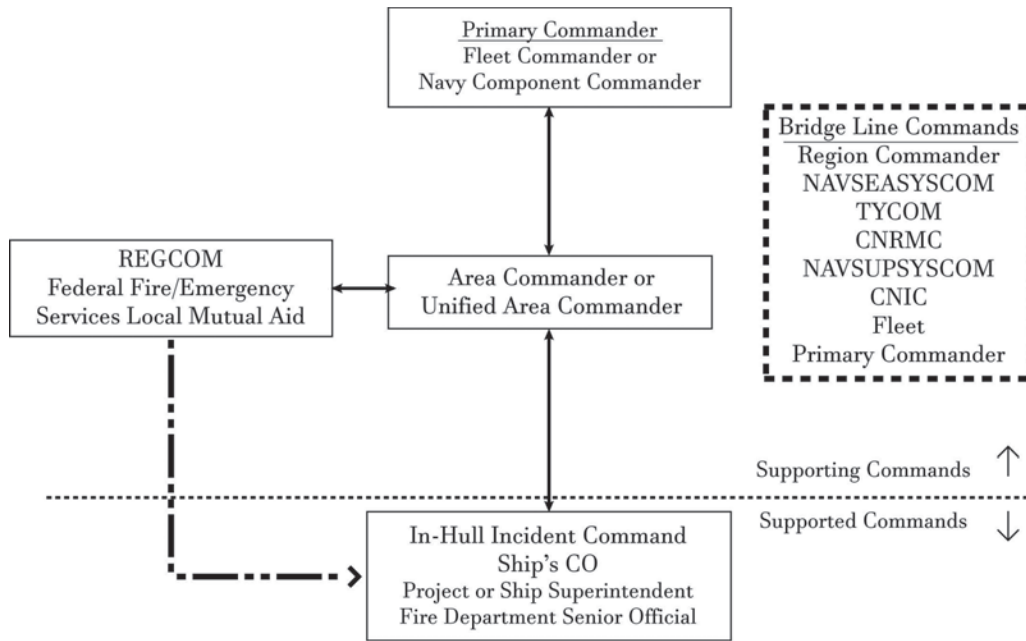 Primary Commander
Fleet Commander or
Navy Component Commander
Bridge Line Commands
Region Commander
NAVSEASYSCOM
TYCOM
CNRMC
NAVSUPSYSCOM
CNIC
Fleet
Primary Commander
REGCOM
Federal Fire/Emergency
Services Local Mutual Aid
Area Commander or
Unified Area Commander
Supporting Commands
Supported Commands
In-Hull Incident Command
Ship's CO
Project or Ship Superintendent
Fire Department Senior Official